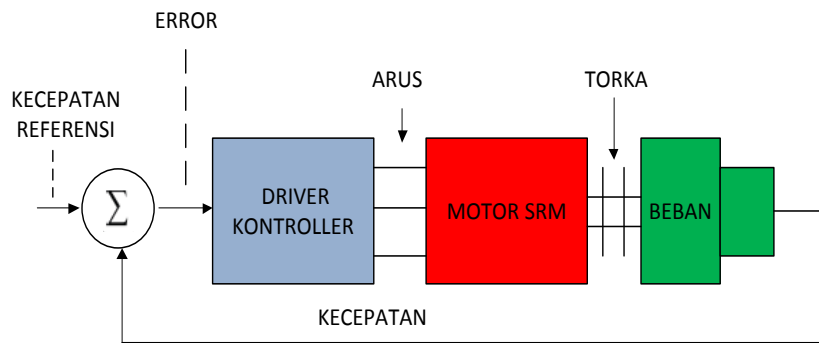 ERROR
ARUS
TORKA
KECEPATAN
REFERENSI
Σ
DRIVER
KONTROLLER
MOTOR SRM
BEBAN
KECEPATAN